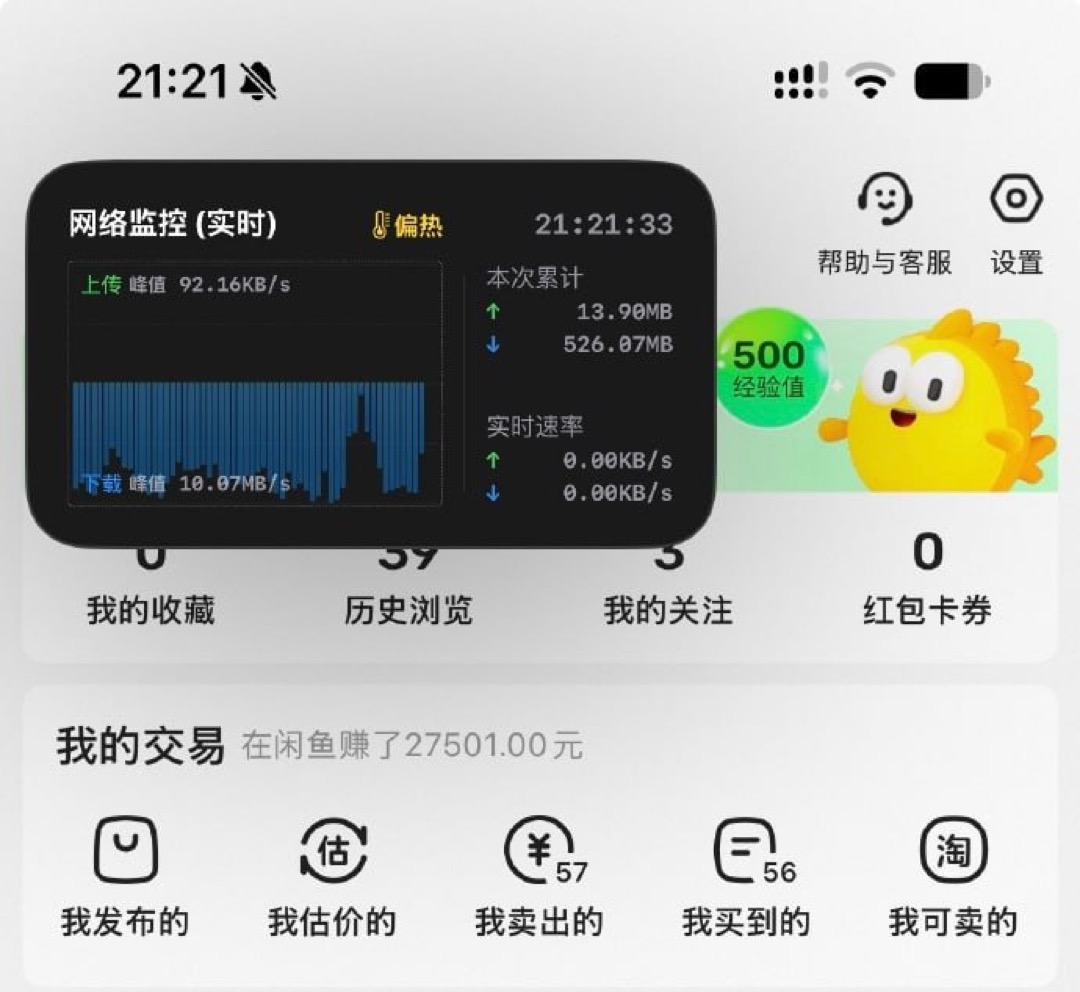 21:21
网络监控 (实时)
偏热
21:21:33
上传 峰值 92.16KB/s
下载 峰值 10.07MB/s
本次累计
↑ 13.90MB
↓ 526.07MB
实时速率
↑ 0.00KB/s
↓ 0.00KB/s
帮助与客服
设置
500
经验值
0
39
3
0
我的收藏
历史浏览
我的关注
红包卡券
我的交易 在闲鱼赚了27501.00元
估
¥57
56
淘
我发布的
我估价的
我卖出的
我买到的
我可卖的